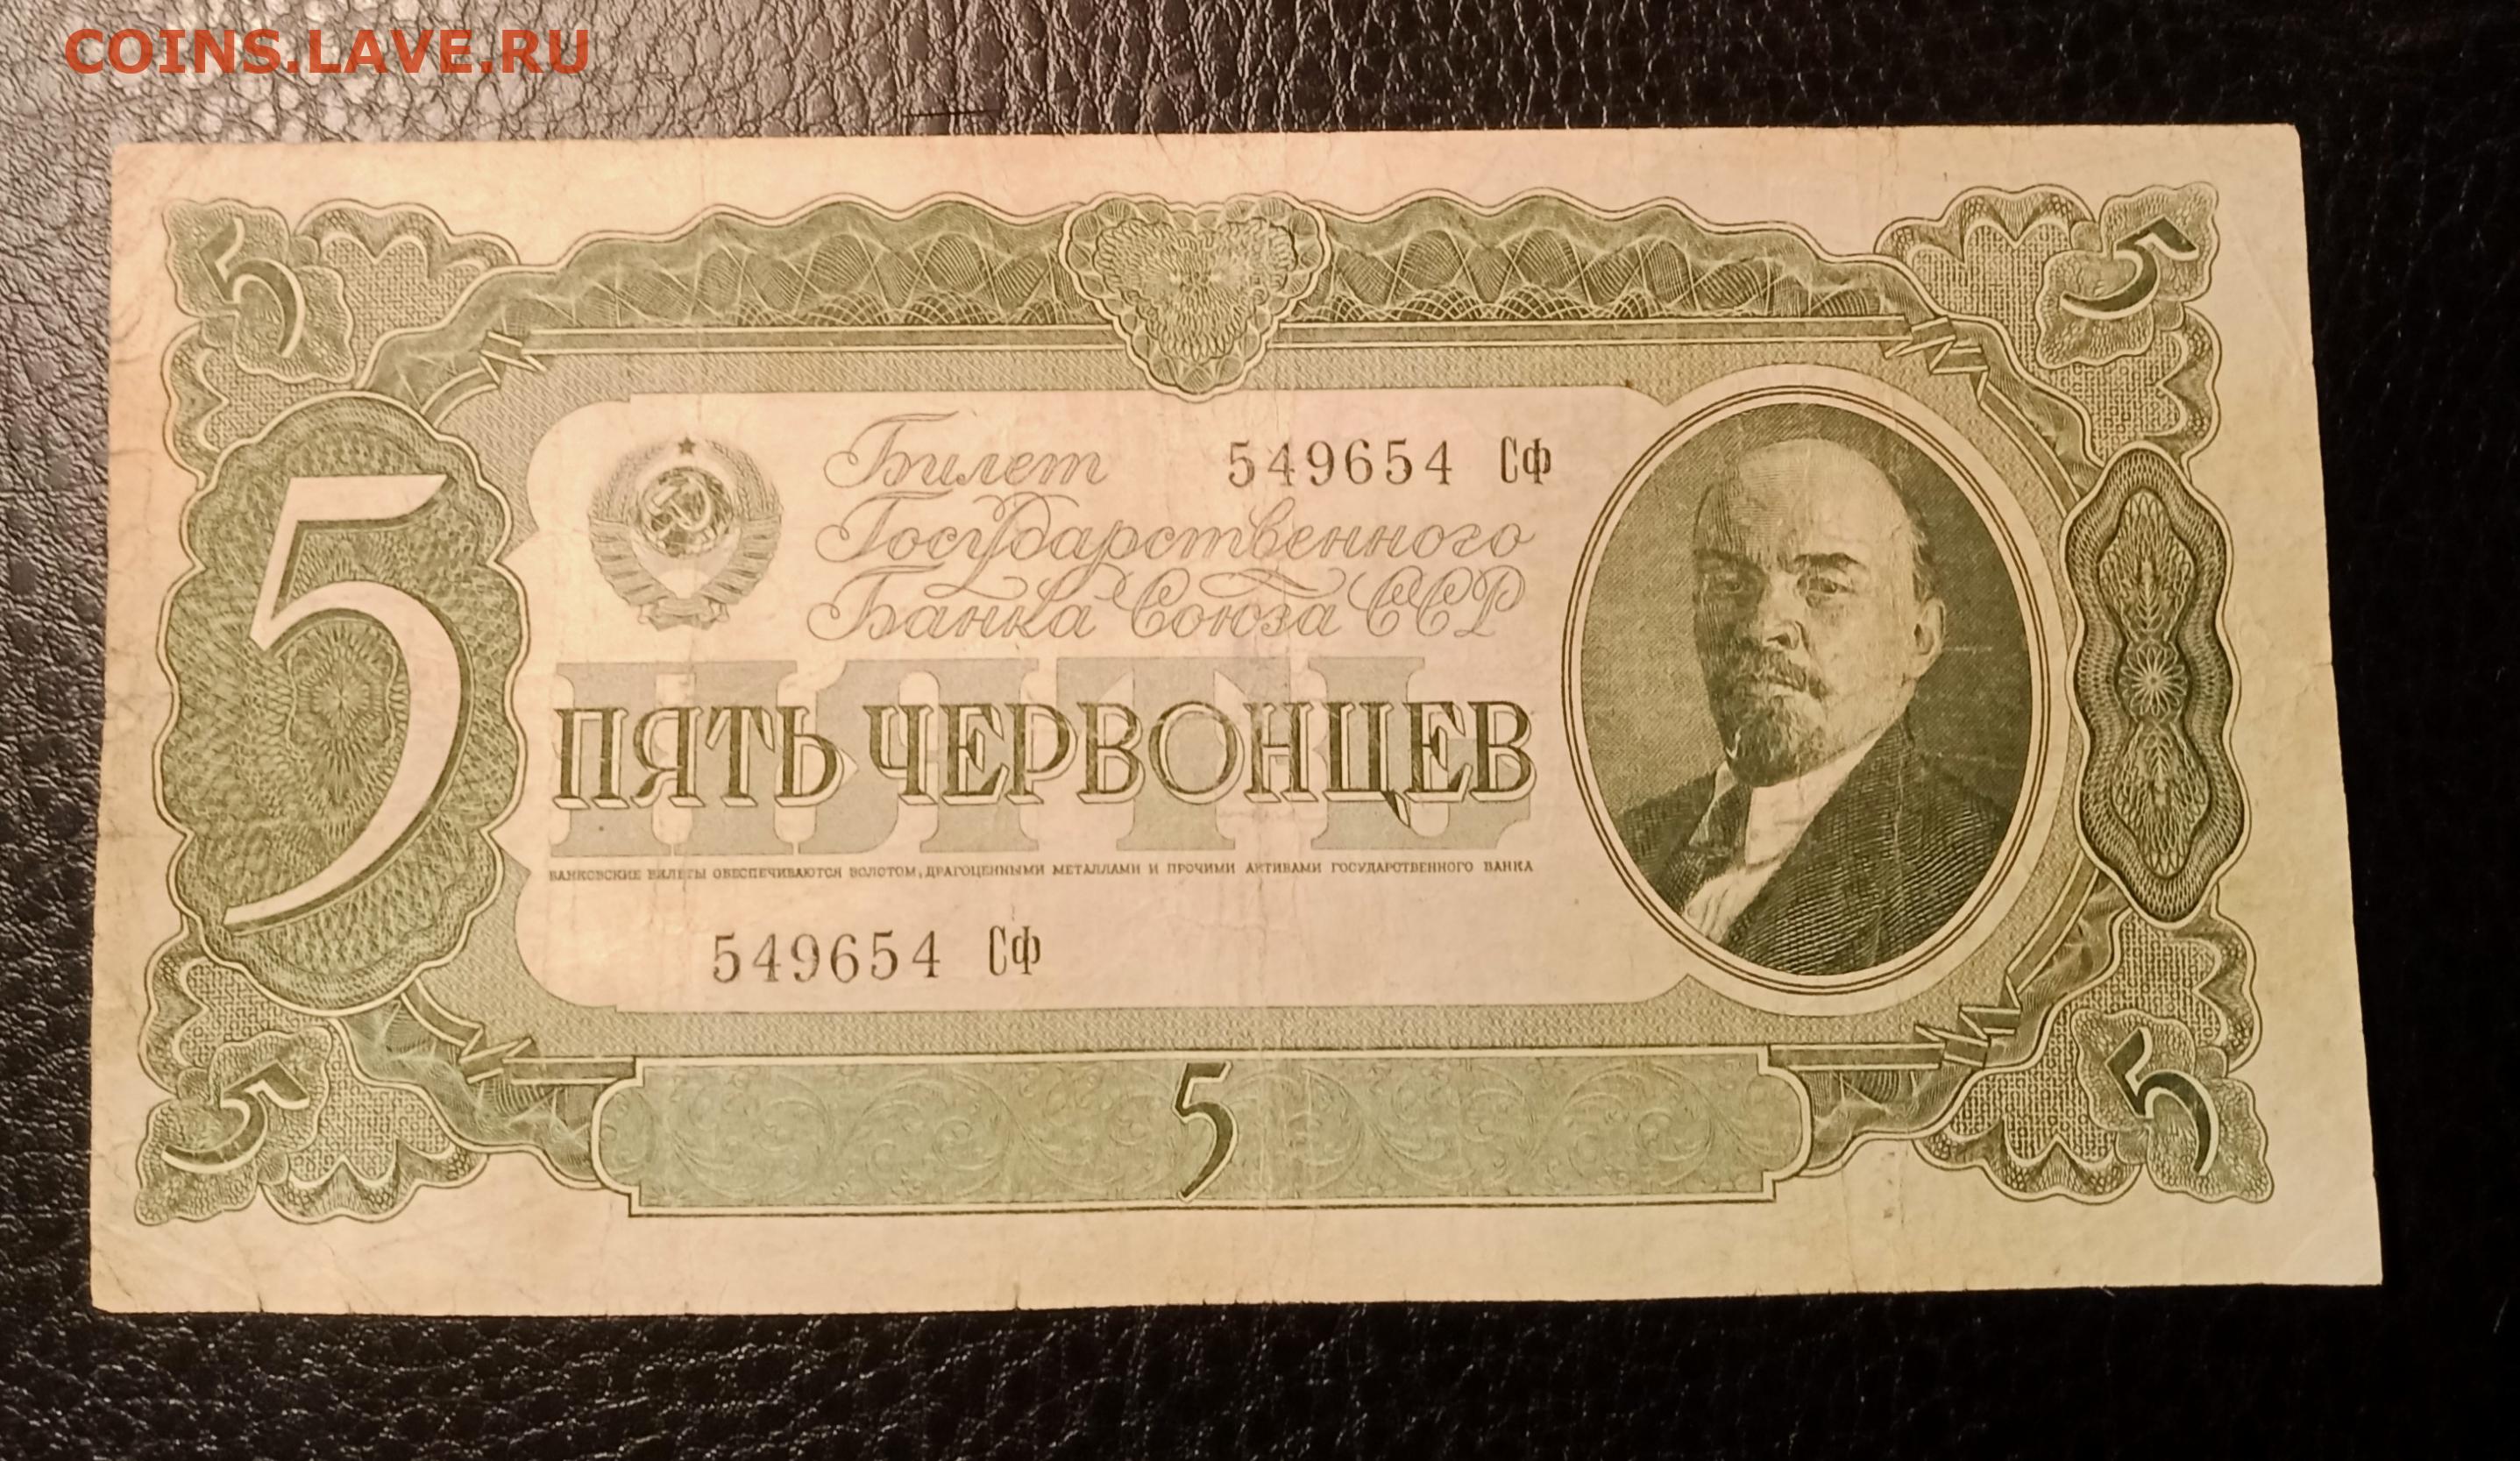 COINS.LAVE.RU
5 5
Билет 549654 Сф
Государственного
Банка Союза ССР
5
ПЯТЬ
ПЯТЬ ЧЕРВОНЦЕВ
БАНКОВСКИЕ БИЛЕТЫ ОБЕСПЕЧИВАЮТСЯ ЗОЛОТОМ, ДРАГОЦЕННЫМИ МЕТАЛЛАМИ И ПРОЧИМИ АКТИВАМИ ГОСУДАРСТВЕННОГО БАНКА
549654 Сф
5 5 5